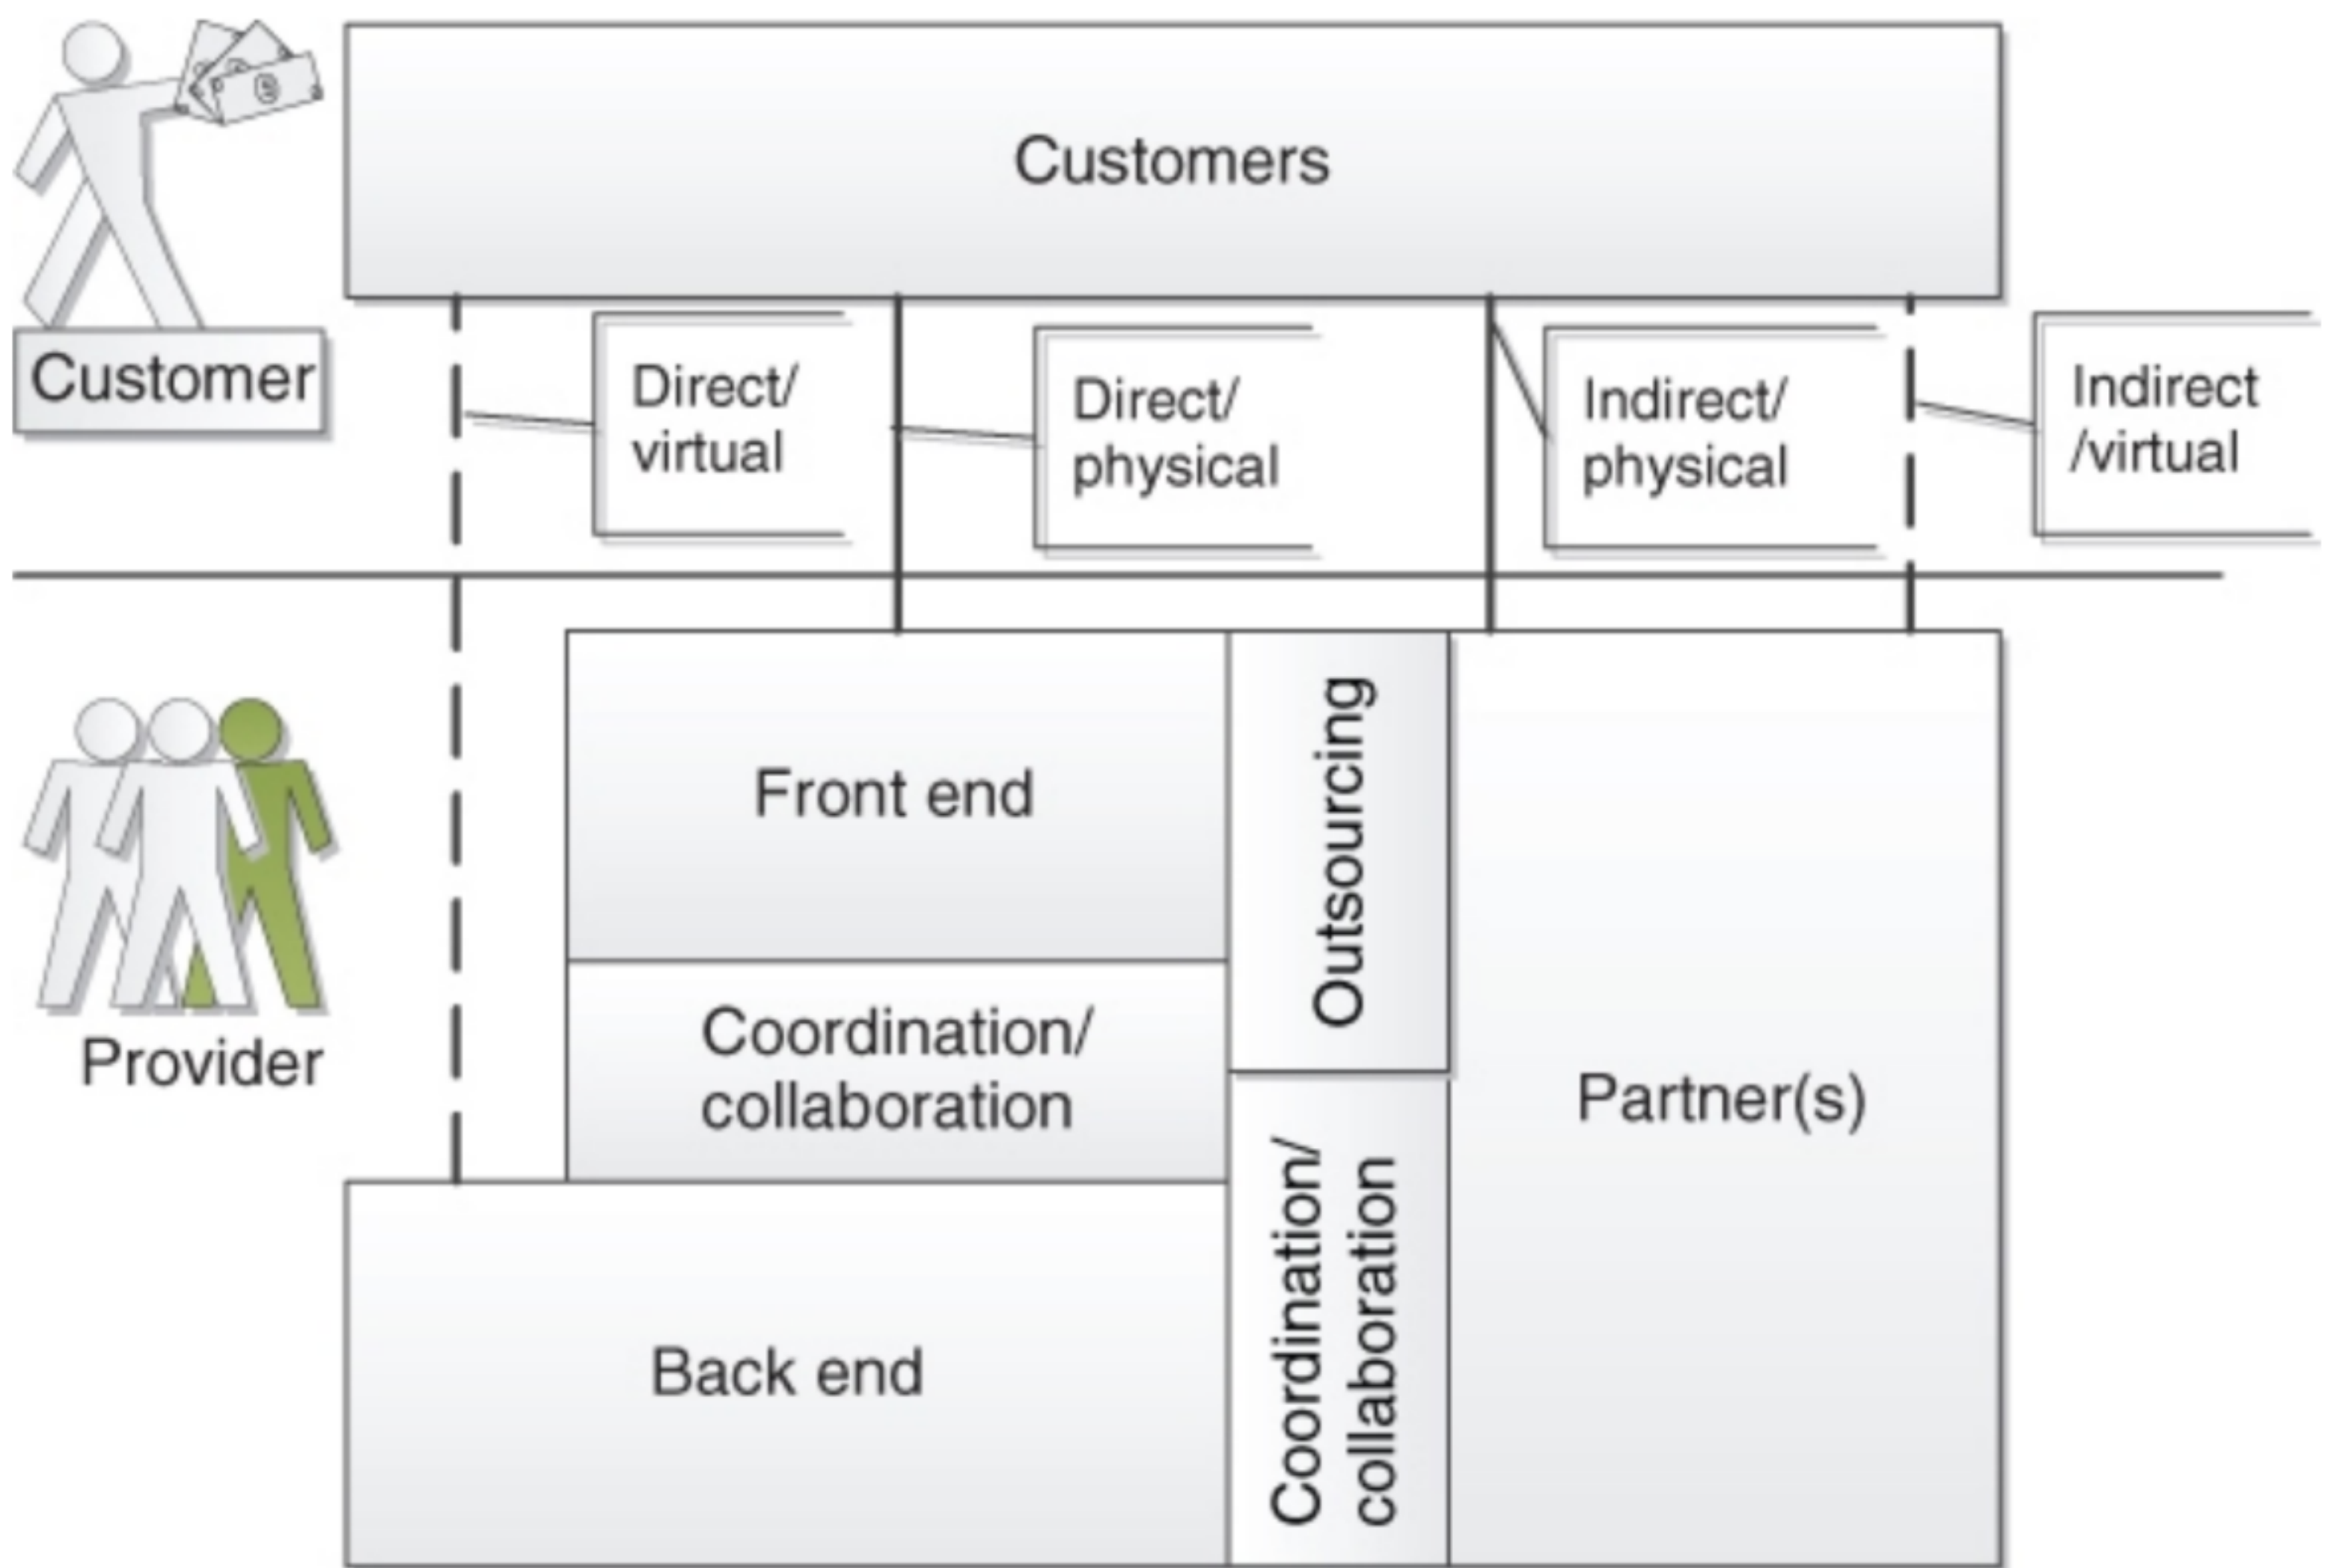 Customers
Customer
Direct/
virtual
Direct/
physical
Indirect/
physical
Indirect
/virtual
Front end
Outsourcing
Coordination/
collaboration
Provider
Partner(s)
Back end
Coordination/
collaboration